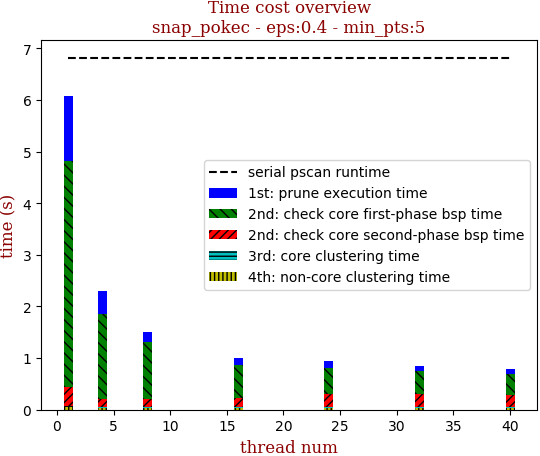 Time cost overview
snap_pokec - eps:0.4 - min_pts:5
7
6
5
4
3
2
1
0
time (s)
serial pscan runtime
1st: prune execution time
2nd: check core first-phase bsp time
2nd: check core second-phase bsp time
3rd: core clustering time
4th: non-core clustering time
0 5 10 15 20 25 30 35 40
thread num